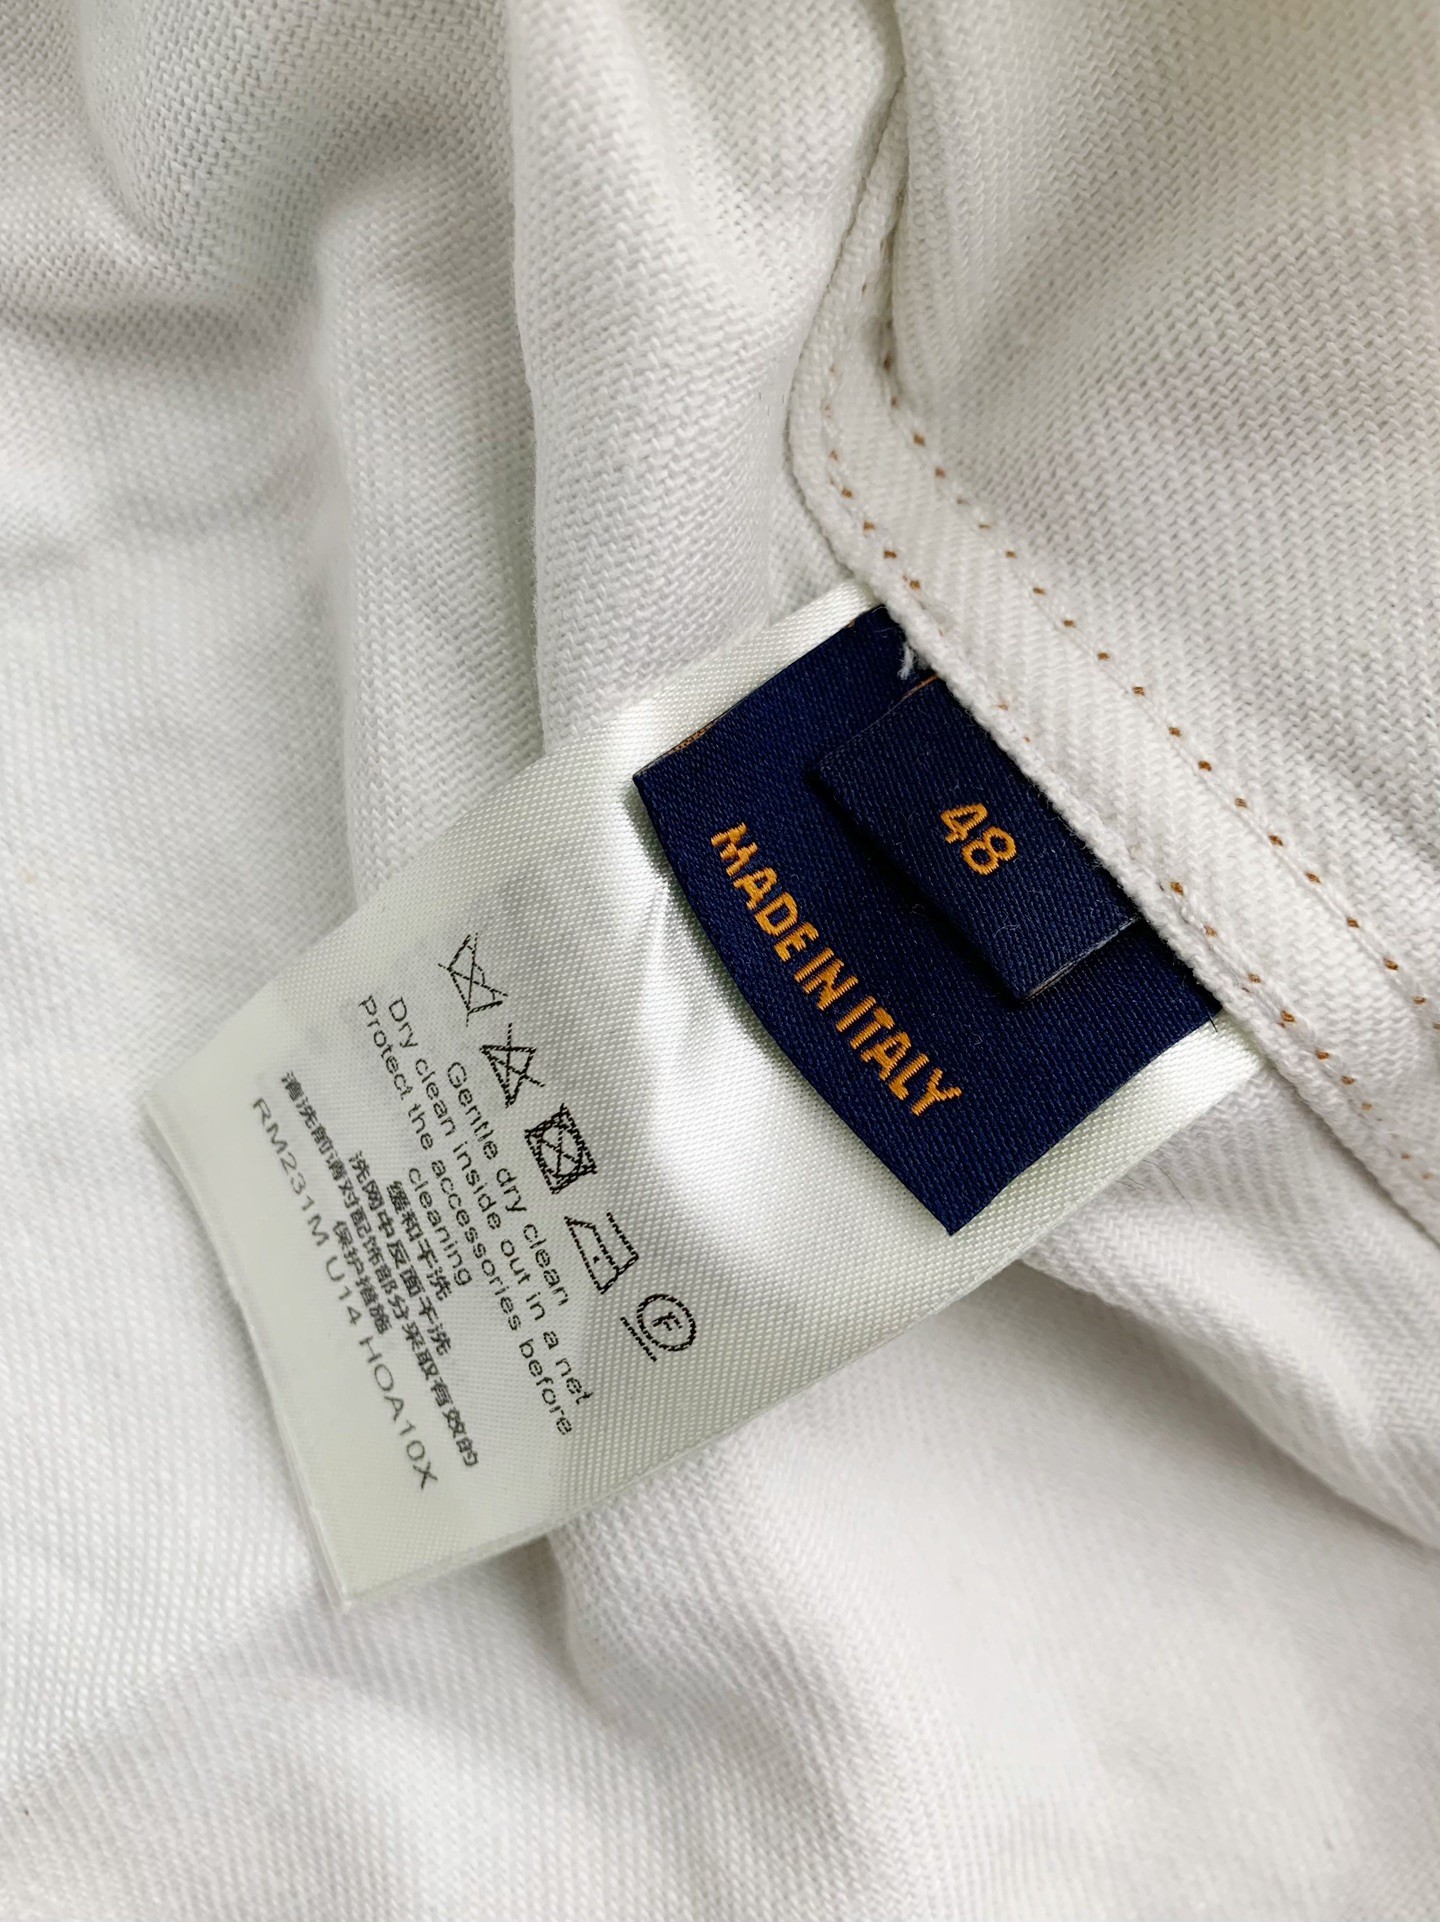 48
MADE IN ITALY
F
Gentle dry clean
Dry clean inside out in a net
Protect the accessories before
cleaning
缓和干洗
洗网中反面干洗
清洗前请对配饰部分采取有效的
保护措施
RM231M U14 HOA10X